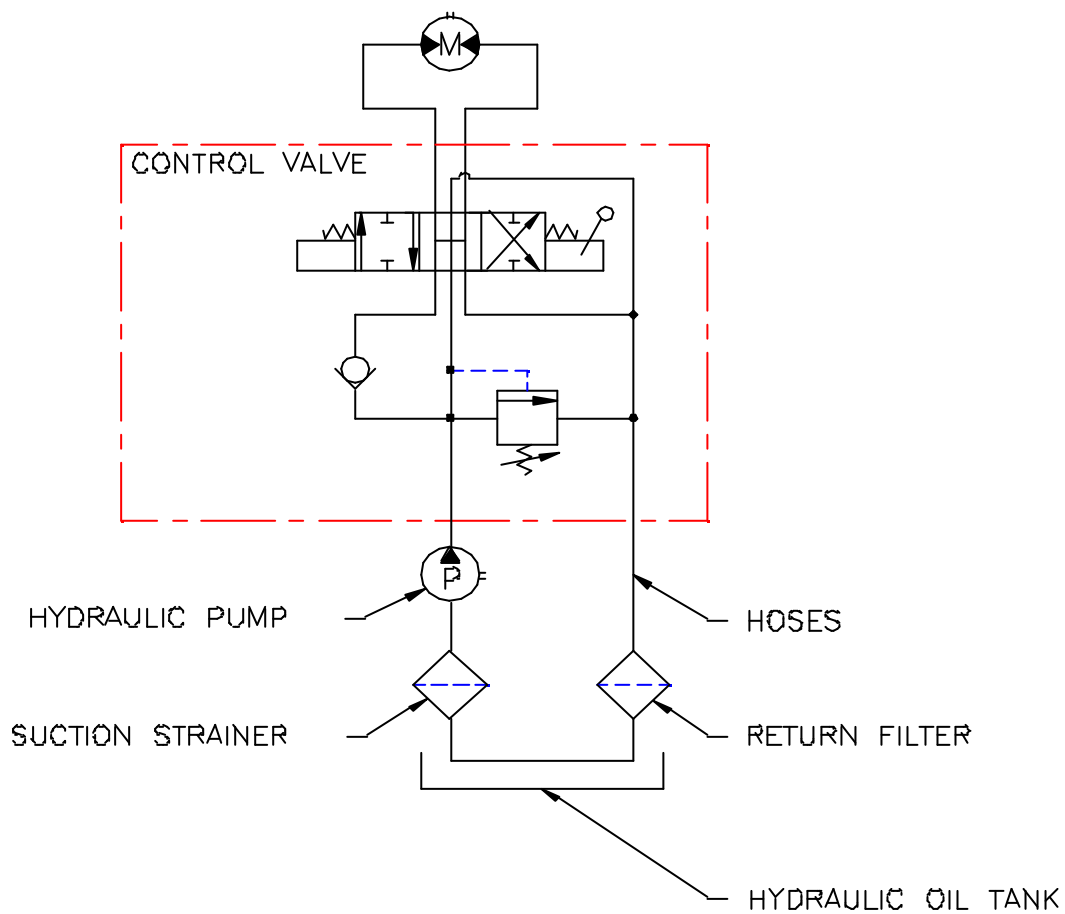 M
CONTROL VALVE
P
HYDRAULIC PUMP
HOSES
SUCTION STRAINER
RETURN FILTER
HYDRAULIC OIL TANK